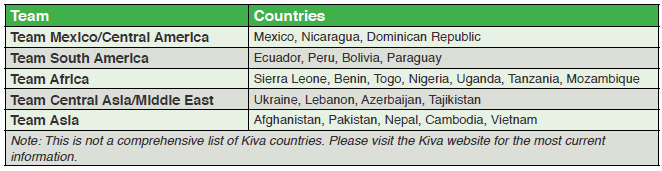 Team Countries
Team Mexico/Central America Mexico, Nicaragua, Dominican Republic
Team South America Ecuador, Peru, Bolivia, Paraguay
Team Africa Sierra Leone, Benin, Togo, Nigeria, Uganda, Tanzania, Mozambique
Team Central Asia/Middle East Ukraine, Lebanon, Azerbaijan, Tajikistan
Team Asia Afghanistan, Pakistan, Nepal, Cambodia, Vietnam
Note: This is not a comprehensive list of Kiva countries. Please visit the Kiva website for the most current
information.